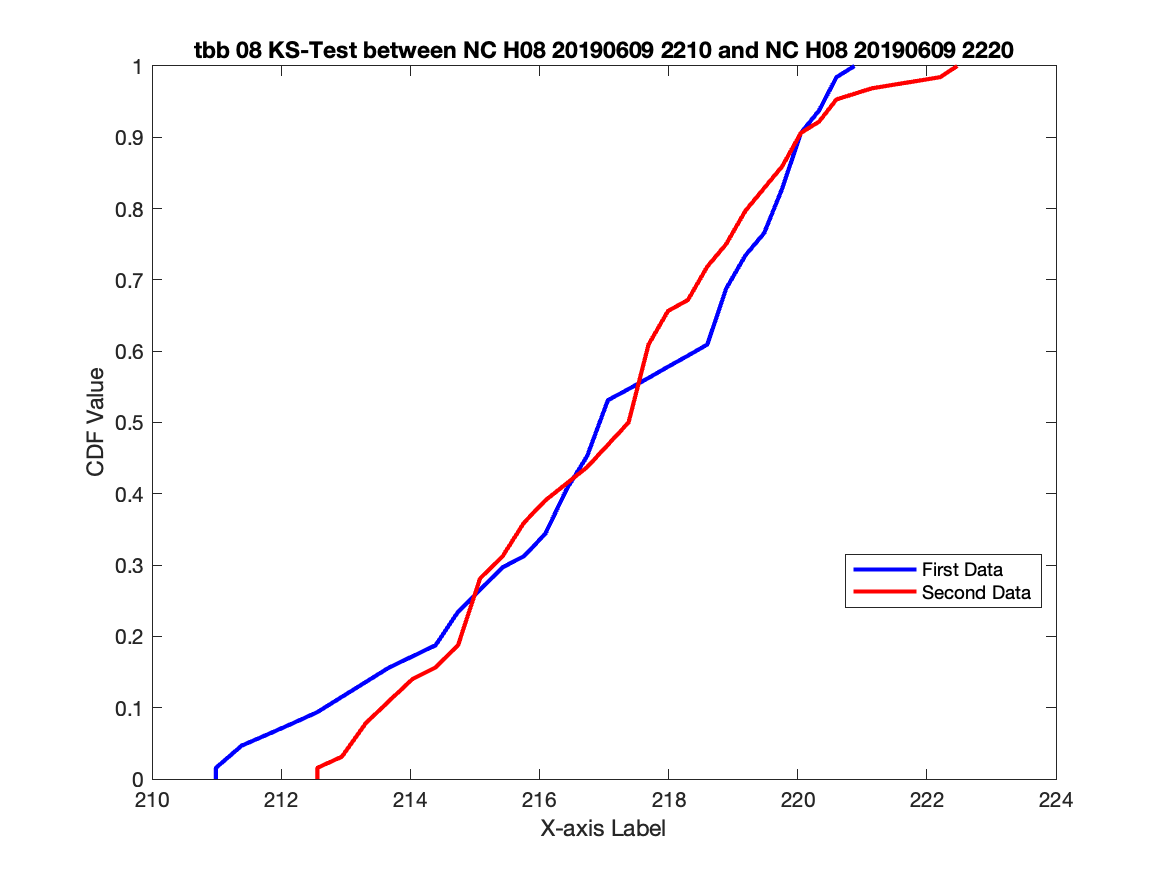 tbb 08 KS-Test between NC H08 20190609 2210 and NC H08 20190609 2220
1
0.9
0.8
0.7
0.6
0.5
0.4
0.3
0.2
0.1
0
CDF Value
First Data
Second Data
210 212 214 216 218 220 222 224
X-axis Label